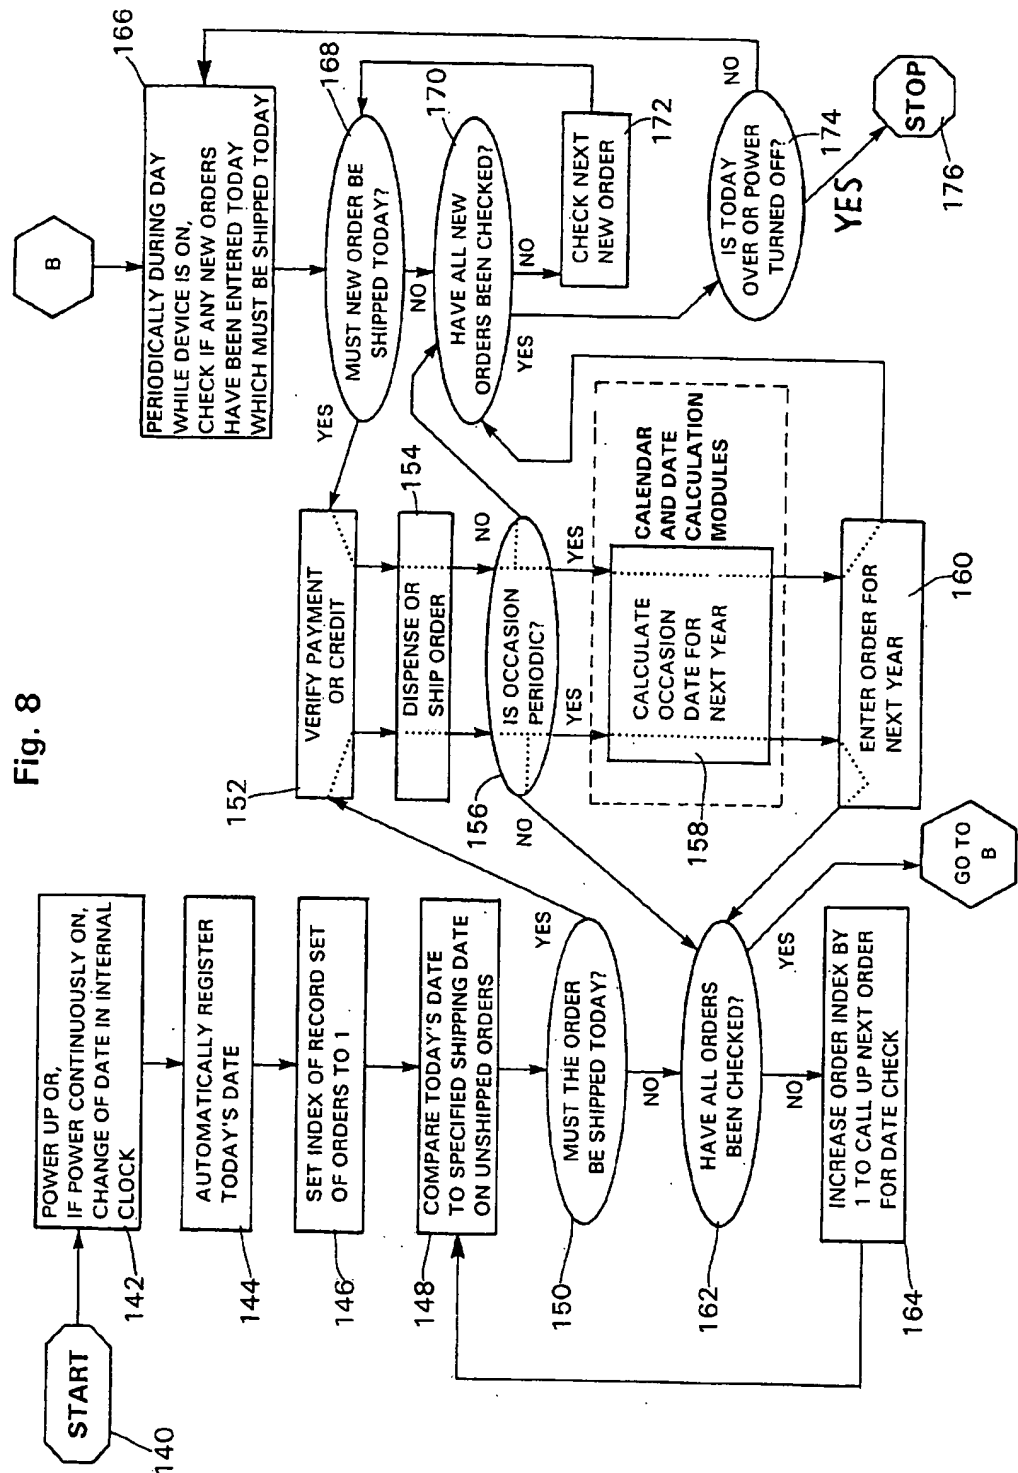 Fig. 8
START
140
POWER UP OR,
IF POWER CONTINUOUSLY ON,
CHANGE OF DATE IN INTERNAL
CLOCK
142
AUTOMATICALLY REGISTER
TODAY'S DATE
144
SET INDEX OF RECORD SET
OF ORDERS TO 1
146
COMPARE TODAY'S DATE
TO SPECIFIED SHIPPING DATE
ON UNSHIPPED ORDERS
148
MUST THE ORDER
BE SHIPPED TODAY?
150
YES
NO
HAVE ALL ORDERS
BEEN CHECKED?
162
YES
NO
INCREASE ORDER INDEX BY
1 TO CALL UP NEXT ORDER
FOR DATE CHECK
164
GO TO
B
VERIFY PAYMENT
OR CREDIT
152
DISPENSE OR
SHIP ORDER
154
IS OCCASION
PERIODIC?
156
NO
NO
YES
YES
CALCULATE
OCCASION
DATE FOR
NEXT YEAR
158
CALENDAR
AND DATE
CALCULATION
MODULES
ENTER ORDER FOR
NEXT YEAR
160
B
PERIODICALLY DURING DAY
WHILE DEVICE IS ON,
CHECK IF ANY NEW ORDERS
HAVE BEEN ENTERED TODAY
WHICH MUST BE SHIPPED TODAY
166
MUST NEW ORDER BE
SHIPPED TODAY?
168
YES
NO
HAVE ALL NEW
ORDERS BEEN CHECKED?
170
YES
NO
CHECK NEXT
NEW ORDER
172
IS TODAY
OVER OR POWER
TURNED OFF?
174
NO
YES
STOP
176